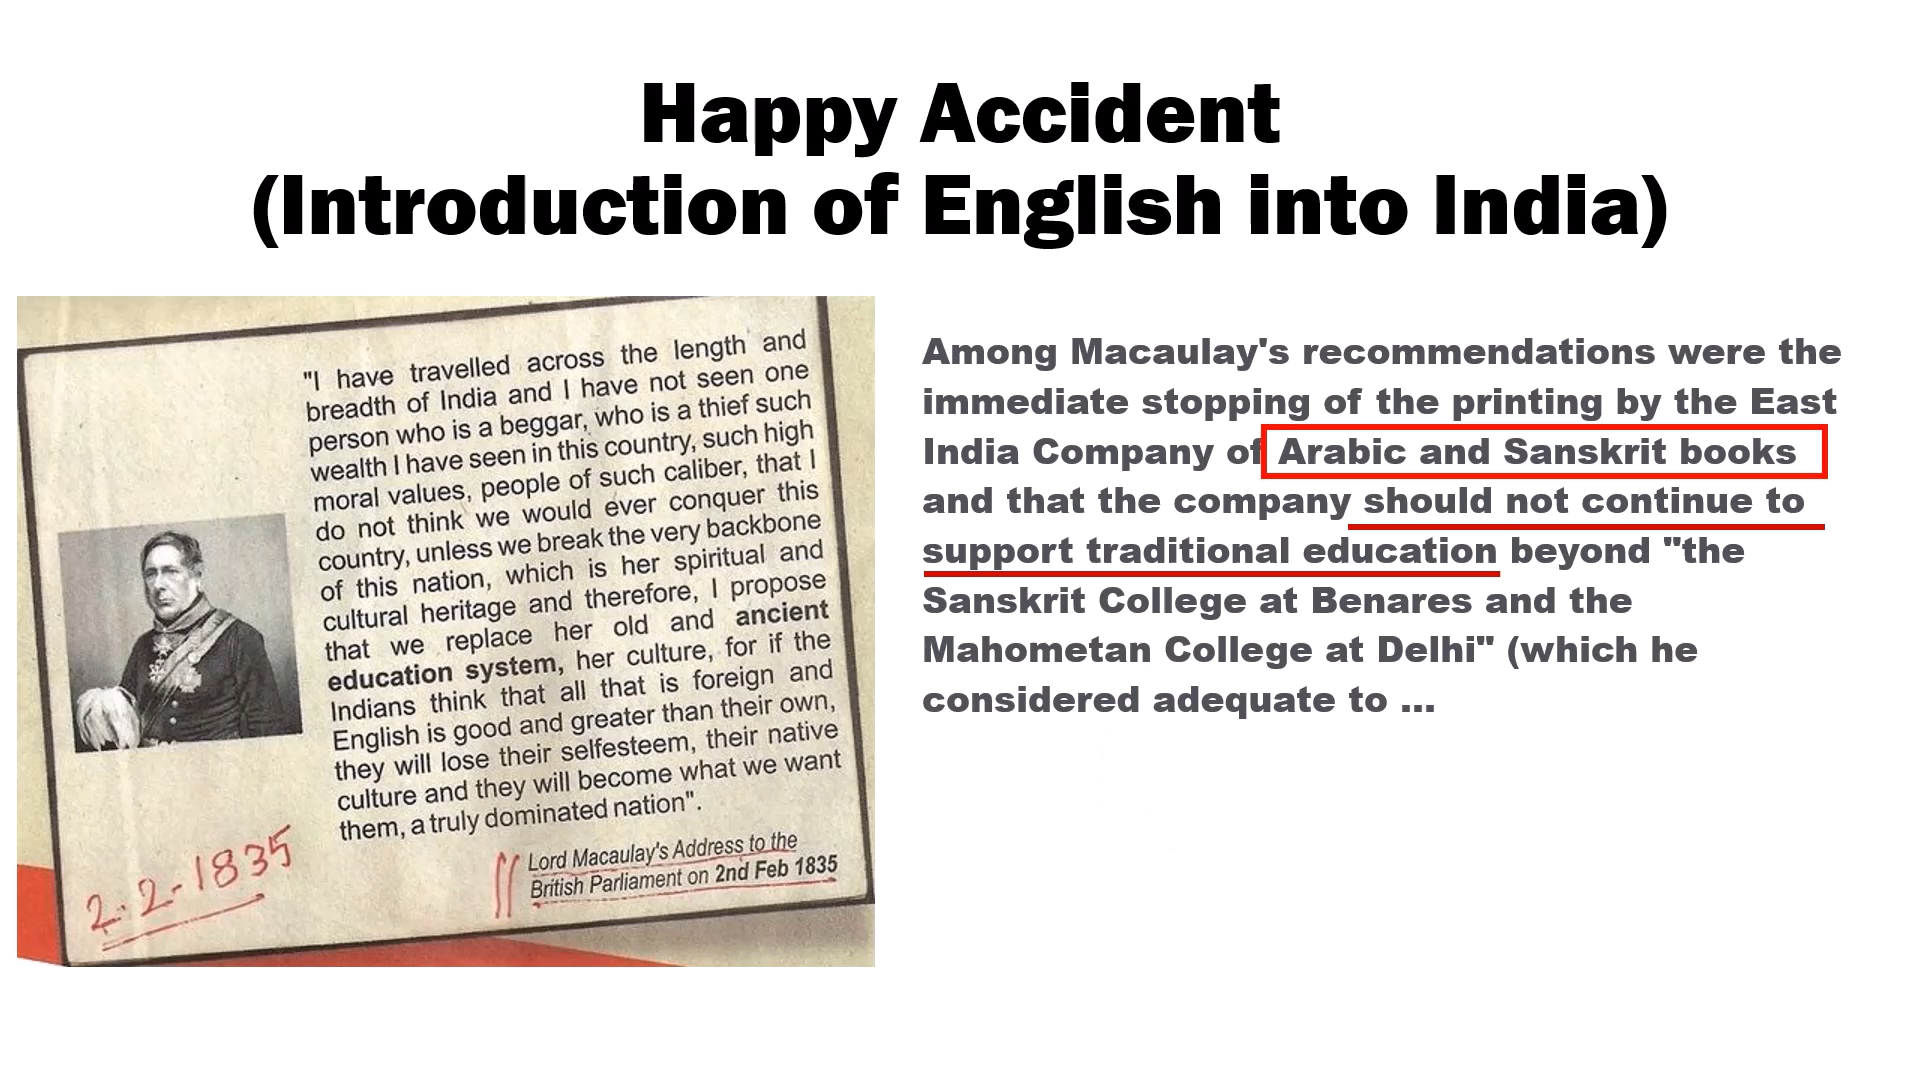 Happy Accident
(Introduction of English into India)
"I have travelled across the length and
breadth of India and I have not seen one
person who is a beggar, who is a thief such
wealth I have seen in this country, such high
moral values, people of such caliber, that I
do not think we would ever conquer this
country, unless we break the very backbone
of this nation, which is her spiritual and
cultural heritage and therefore, I propose
that we replace her old and ancient
education system, her culture, for if the
Indians think that all that is foreign and
English is good and greater than their own,
they will lose their selfesteem, their native
culture and they will become what we want
them, a truly dominated nation".
Lord Macaulay's Address to the
British Parliament on 2nd Feb 1835
2.2-1835
Among Macaulay's recommendations were the
immediate stopping of the printing by the East
India Company of Arabic and Sanskrit books
and that the company should not continue to
support traditional education beyond "the
Sanskrit College at Benares and the
Mahometan College at Delhi" (which he
considered adequate to ...